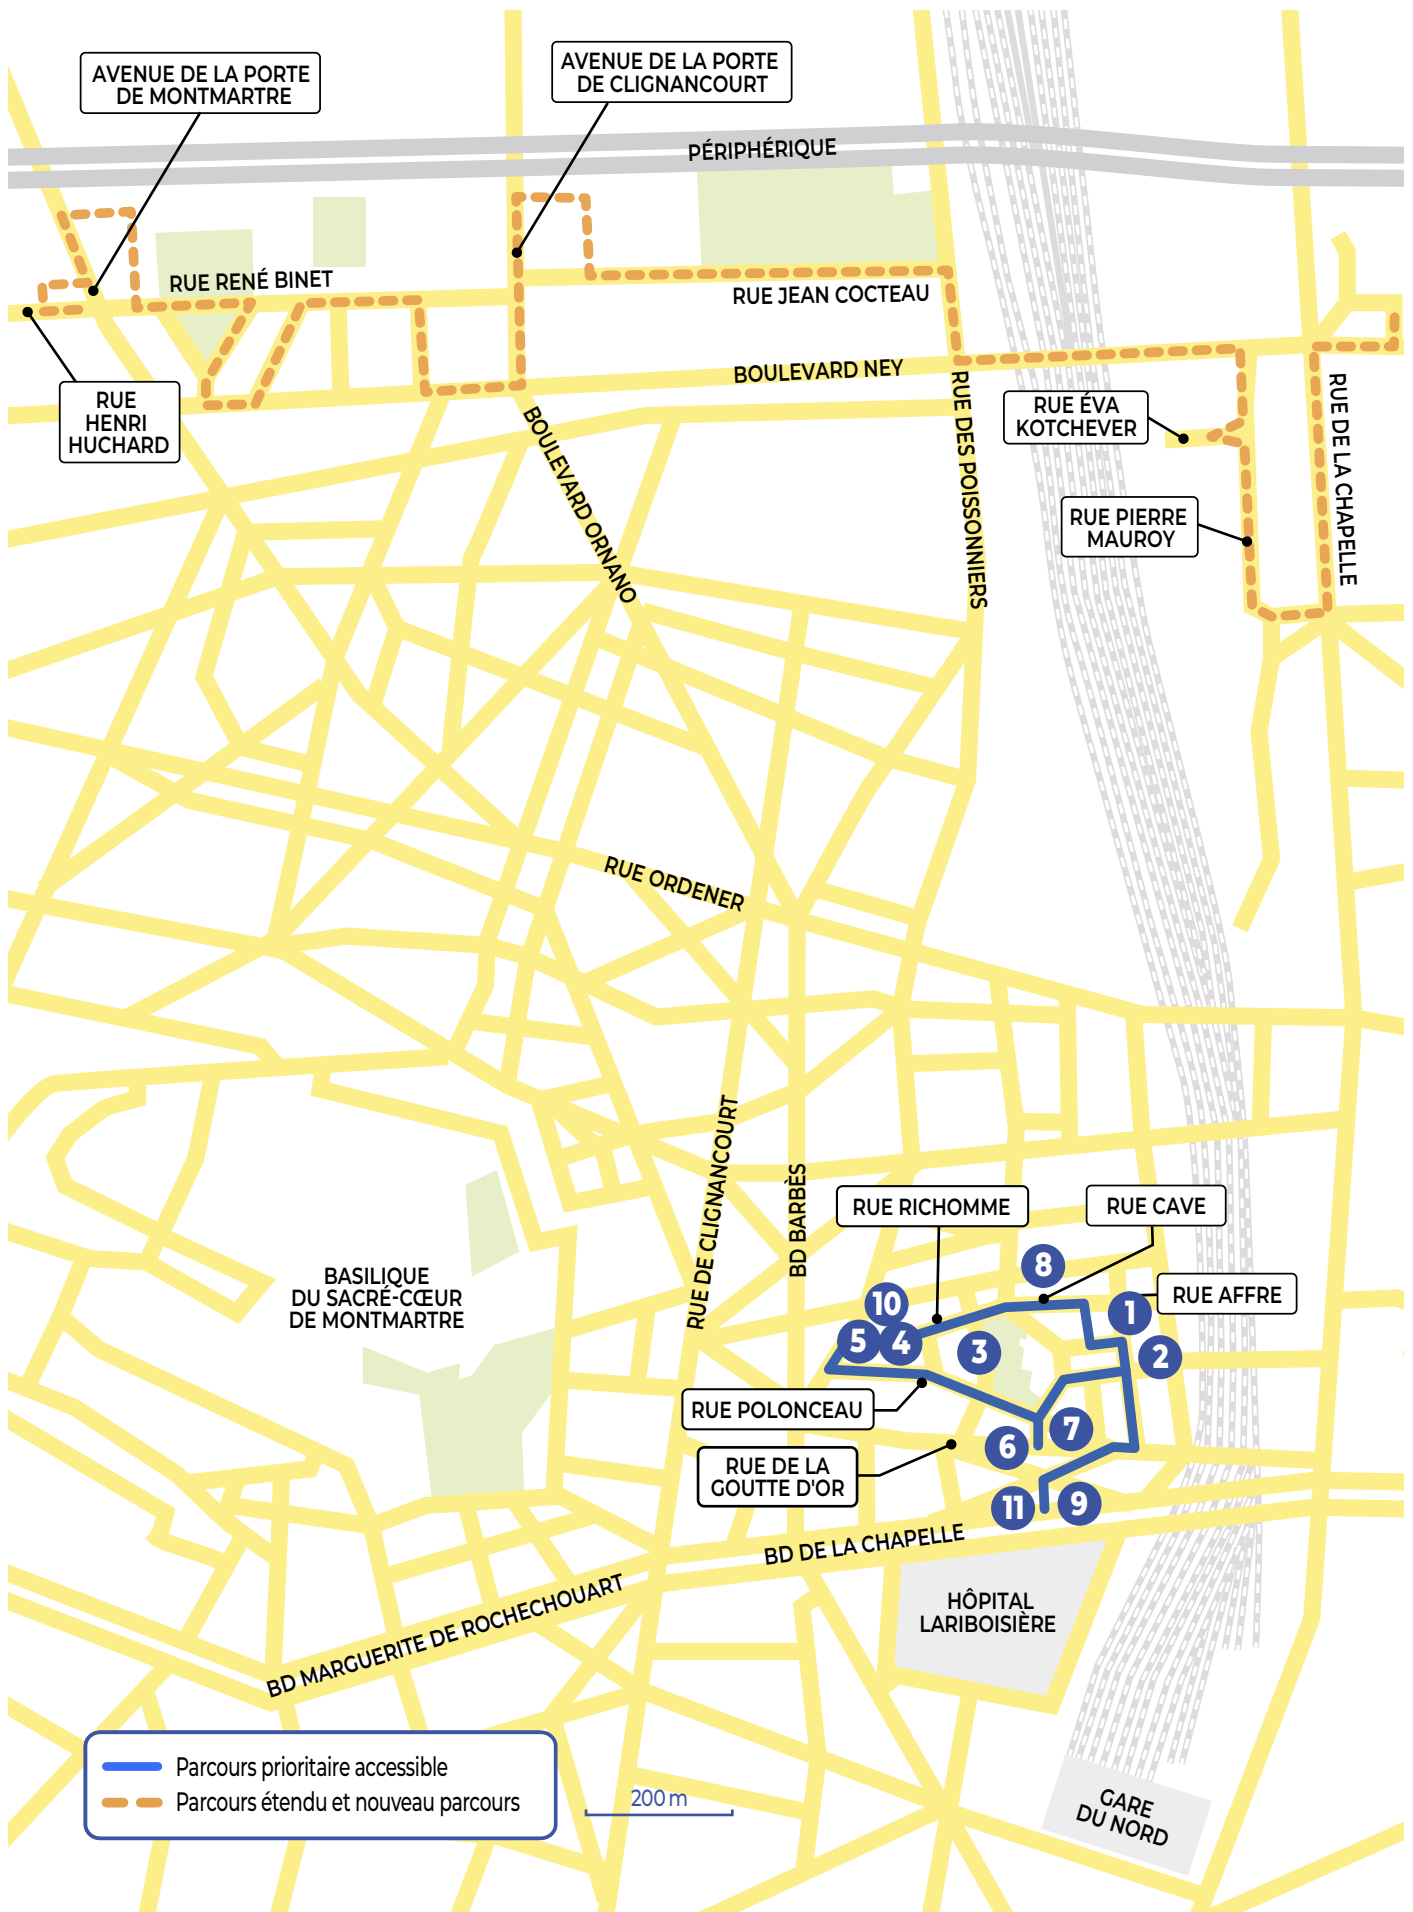 AVENUE DE LA PORTE
DE MONTMARTRE
AVENUE DE LA PORTE
DE CLIGNANCOURT
PÉRIPHÉRIQUE
RUE RENÉ BINET
RUE JEAN COCTEAU
BOULEVARD NEY
RUE
HENRI
HUCHARD
RUE ÉVA
KOTCHEVER
RUE PIERRE
MAUROY
RUE DE LA CHAPELLE
RUE DES POISSONNIERS
BOULEVARD ORNANO
RUE ORDENER
RUE DE CLIGNANCOURT
BD BARBÈS
RUE RICHOMME
RUE CAVE
RUE AFFRE
BASILIQUE
DU SACRÉ-CŒUR
DE MONTMARTRE
8
10
1
5
4
3
2
RUE POLONCEAU
7
6
RUE DE LA
GOUTTE D'OR
11
9
BD DE LA CHAPELLE
BD MARGUERITE DE ROCHECHOUART
HÔPITAL
LARIBOISIÈRE
GARE
DU NORD
Parcours prioritaire accessible
Parcours étendu et nouveau parcours
200 m